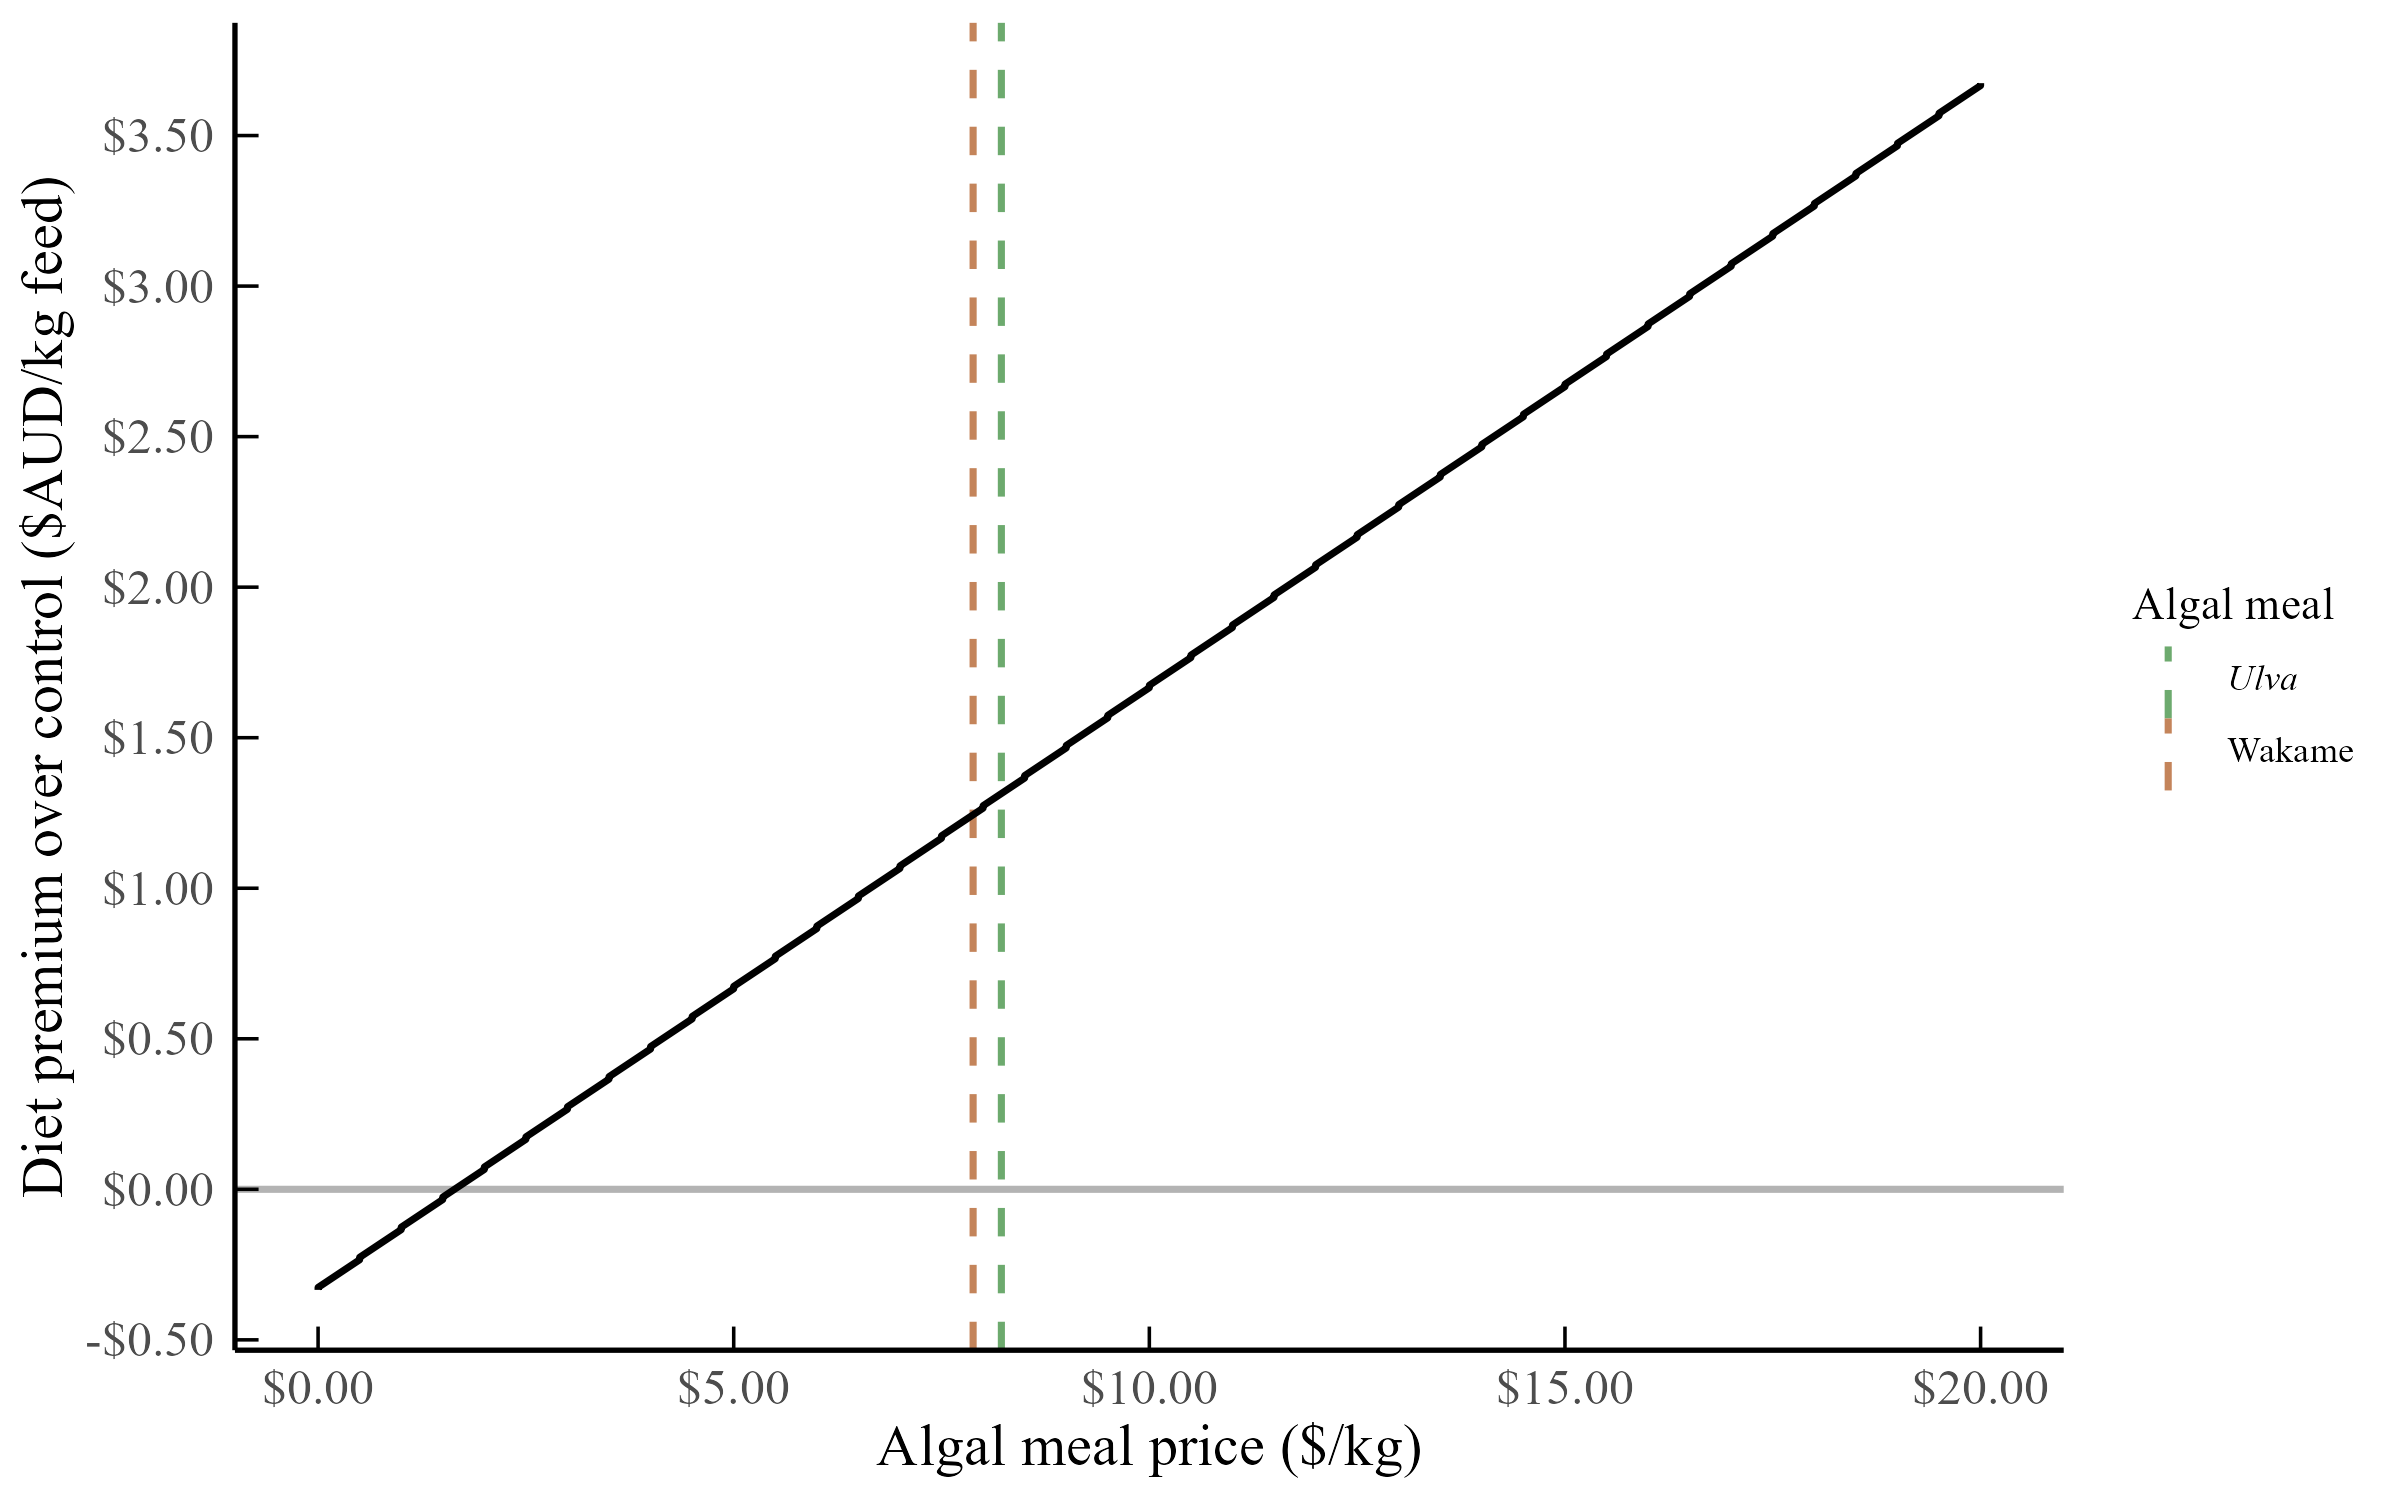 Diet premium over control ($AUD/kg feed)
$3.50
$3.00
$2.50
$2.00
$1.50
$1.00
$0.50
$0.00
-$0.50
$0.00 $5.00 $10.00 $15.00 $20.00
Algal meal price ($/kg)
Algal meal
Ulva
Wakame